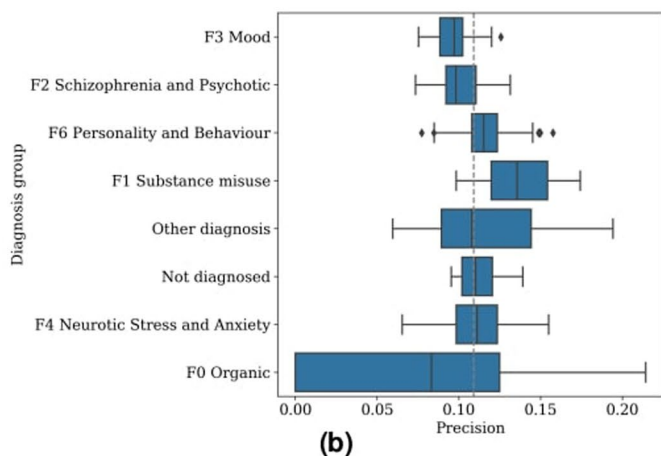 F3 Mood
F2 Schizophrenia and Psychotic
F6 Personality and Behaviour
F1 Substance misuse
Other diagnosis
Not diagnosed
F4 Neurotic Stress and Anxiety
F0 Organic
Diagnosis group
0.00 0.05 0.10 0.15 0.20
Precision
(b)